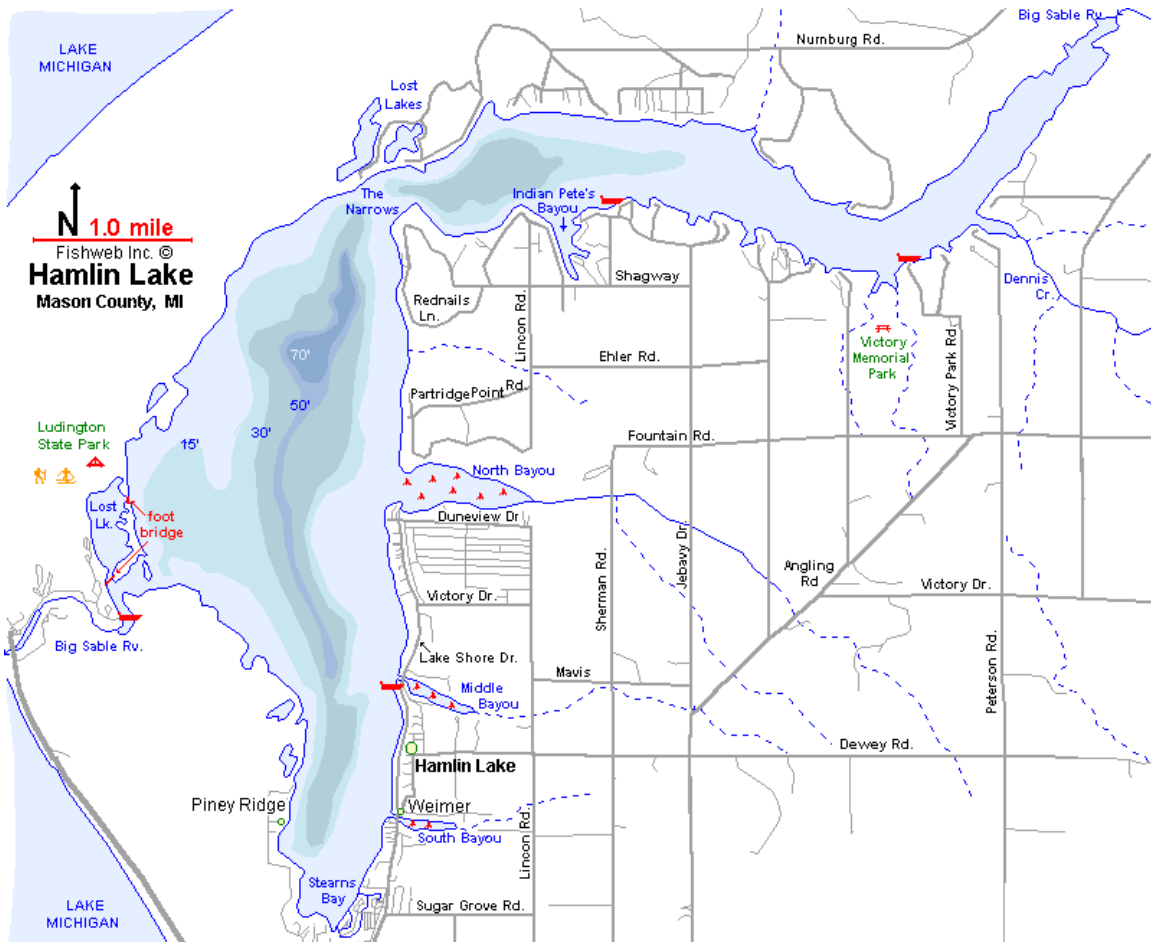 Big Sable Rv.
LAKE
MICHIGAN
Nurnburg Rd.
Lost
Lakes
The
Narrows
Indian Pete's
Bayou
N
1.0 mile
Fishweb Inc. ©
Hamlin Lake
Mason County, MI
Shagway
Dennis
Cr.
Rednails
Ln.
Lincon Rd.
Victory
Memorial
Park
Victory Park Rd.
Ehler Rd.
70'
50'
30'
15'
Partridge Point Rd.
Ludington
State Park
Fountain Rd.
North Bayou
Lost
Lk.
foot
bridge
Duneview Dr
Sherman Rd.
Jebavy Dr.
Angling
Rd
Victory Dr.
Victory Dr.
Big Sable Rv.
Lake Shore Dr.
Mavis
Peterson Rd.
Middle
Bayou
Dewey Rd.
Hamlin Lake
Piney Ridge
Weimer
South Bayou
Lincon Rd.
Stearns
Bay
Sugar Grove Rd.
LAKE
MICHIGAN